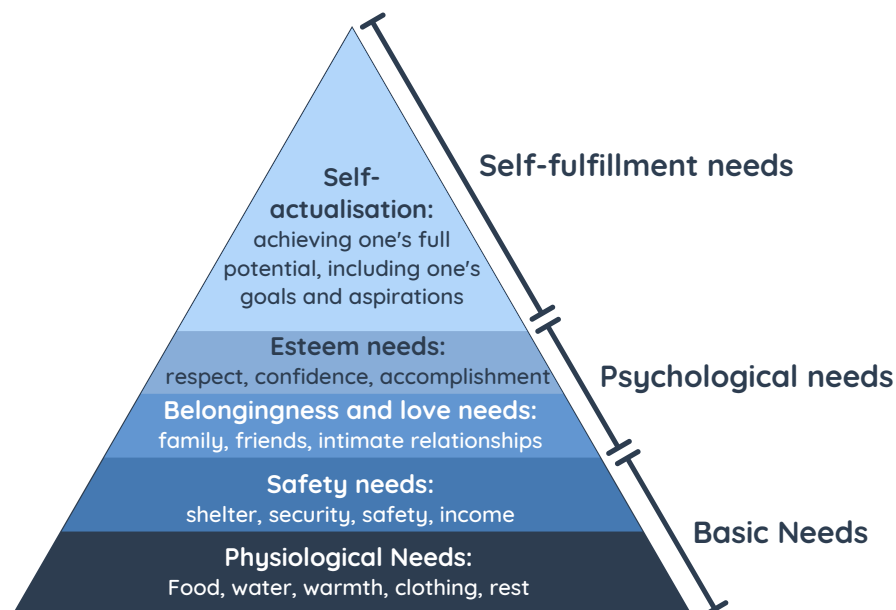 Self-fulfillment needs
Self-
actualisation:
achieving one's full
potential, including one's
goals and aspirations
Esteem needs:
respect, confidence, accomplishment
Psychological needs
Belongingness and love needs:
family, friends, intimate relationships
Safety needs:
shelter, security, safety, income
Basic Needs
Physiological Needs:
Food, water, warmth, clothing, rest